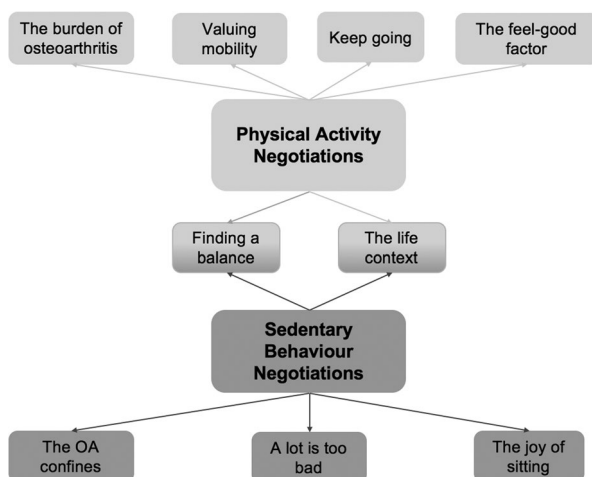 The burden of
osteoarthritis
Valuing
mobility
Keep going
The feel-good
factor
Physical Activity
Negotiations
Finding a
balance
The life
context
Sedentary
Behaviour
Negotiations
The OA
confines
A lot is too
bad
The joy of
sitting